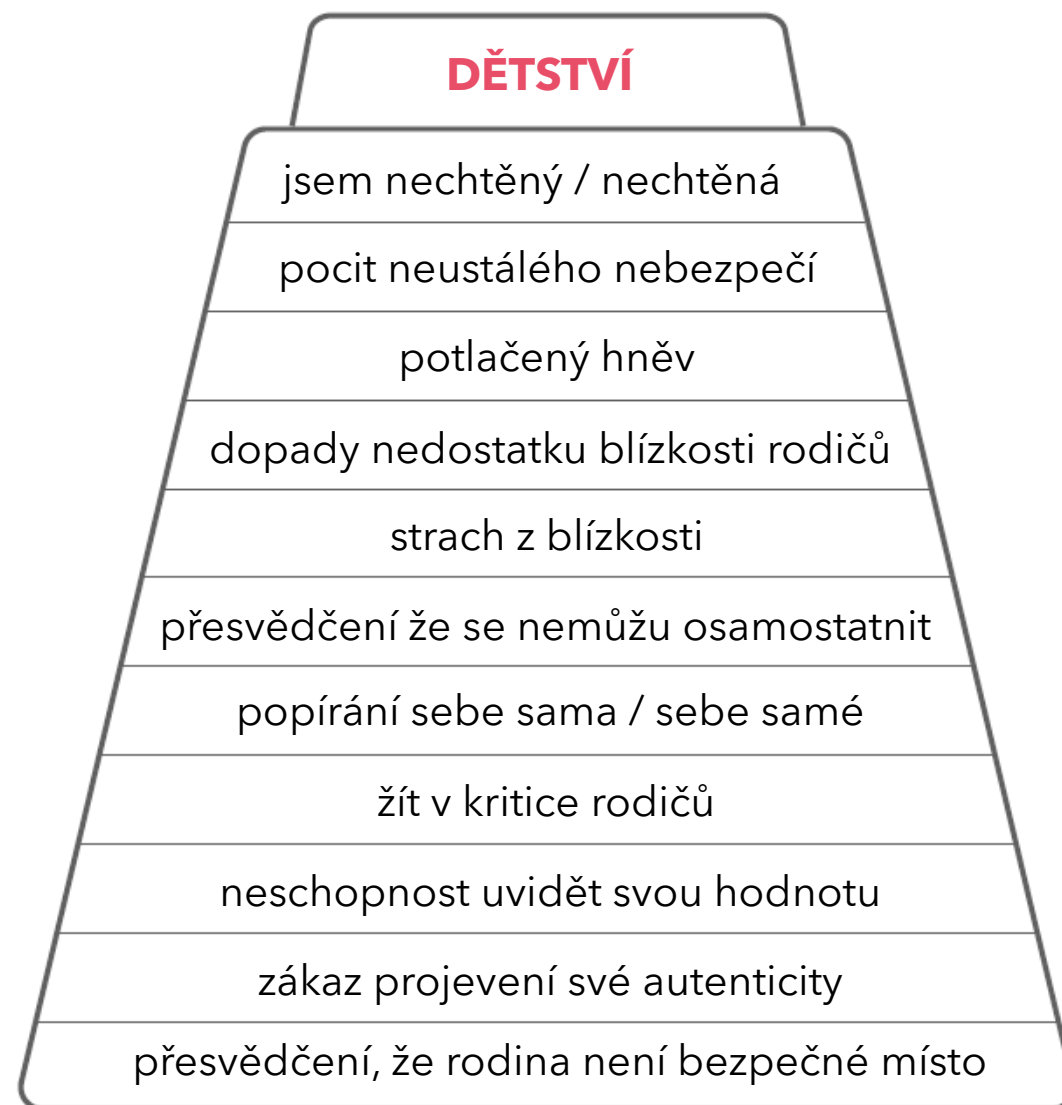 DĚTSTVÍ
jsem nechtěný / nechtěná
pocit neustálého nebezpečí
potlačený hněv
dopady nedostatku blízkosti rodičů
strach z blízkosti
přesvědčení že se nemůžu osamostatnit
popírání sebe sama / sebe samé
žít v kritice rodičů
neschopnost uvidět svou hodnotu
zákaz projevení své autenticity
přesvědčení, že rodina není bezpečné místo